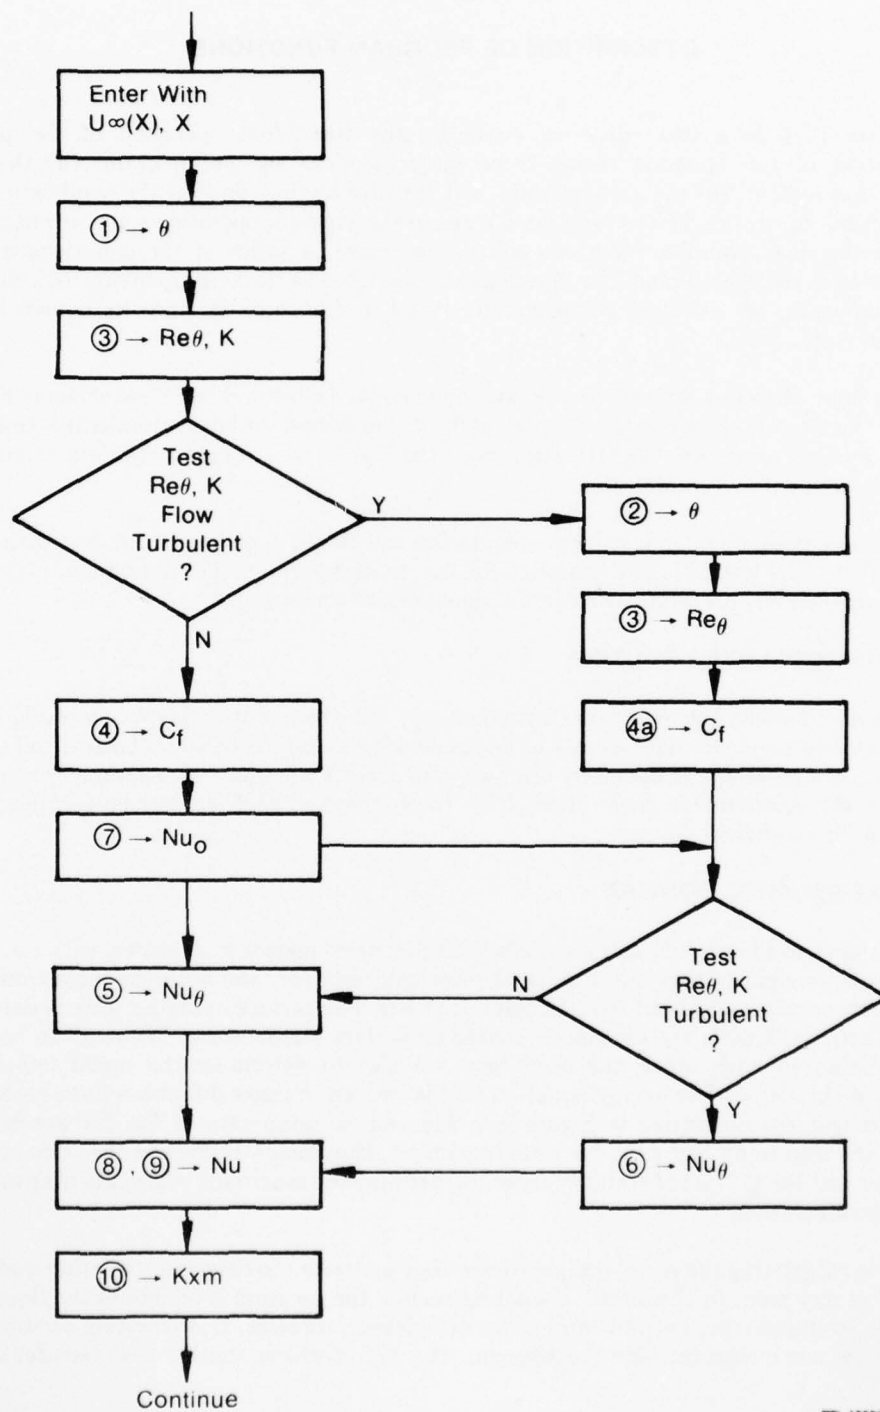 Enter With
U∞(X), X
① → θ
③ → Reθ, K
Test
Reθ, K
Flow
Turbulent
?
Y
N
② → θ
③ → Reθ
④ → Cf
④a → Cf
⑦ → Nuo
⑤ → Nuθ
N
Test
Reθ, K
Turbulent
?
Y
⑧, ⑨ → Nu
⑥ → Nuθ
⑩ → Kxm
Continue